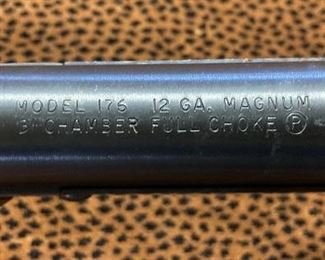 MODEL 176 12 GA. MAGNUM
3" CHAMBER FULL CHOKE P